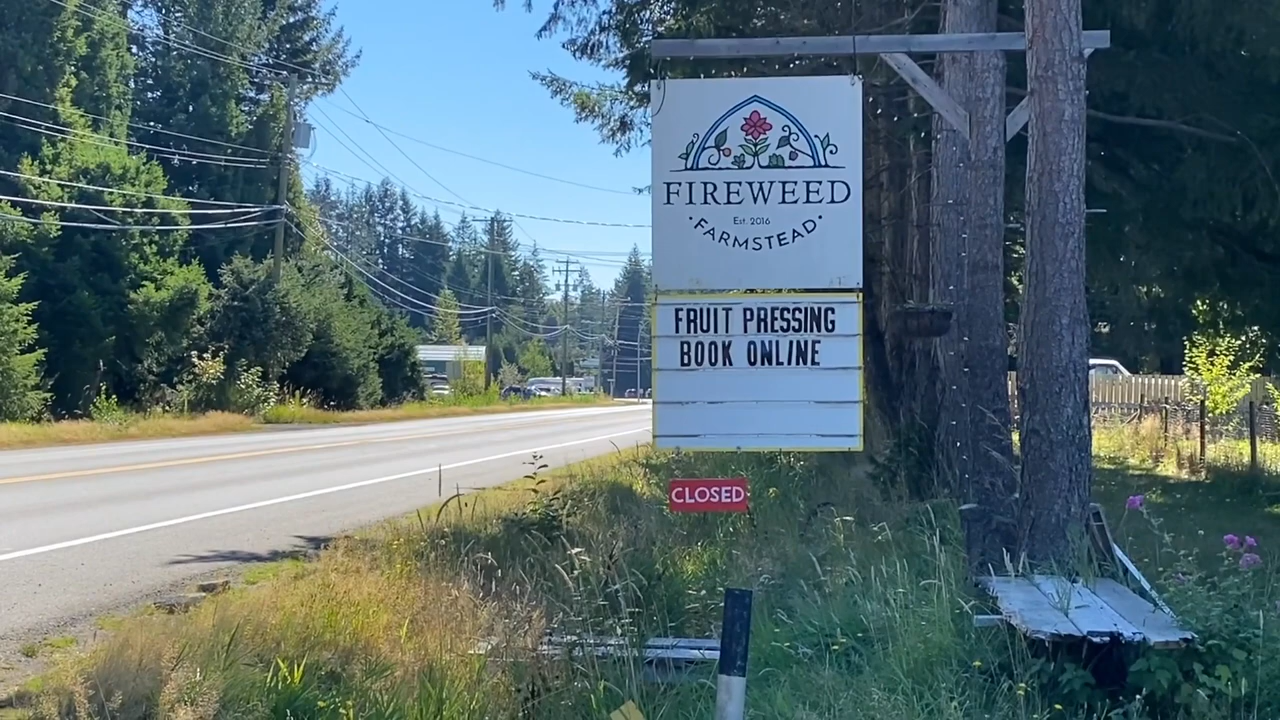 FIREWEED
Est. 2016
•FARMSTEAD•
FRUIT PRESSING
BOOK ONLINE
CLOSED